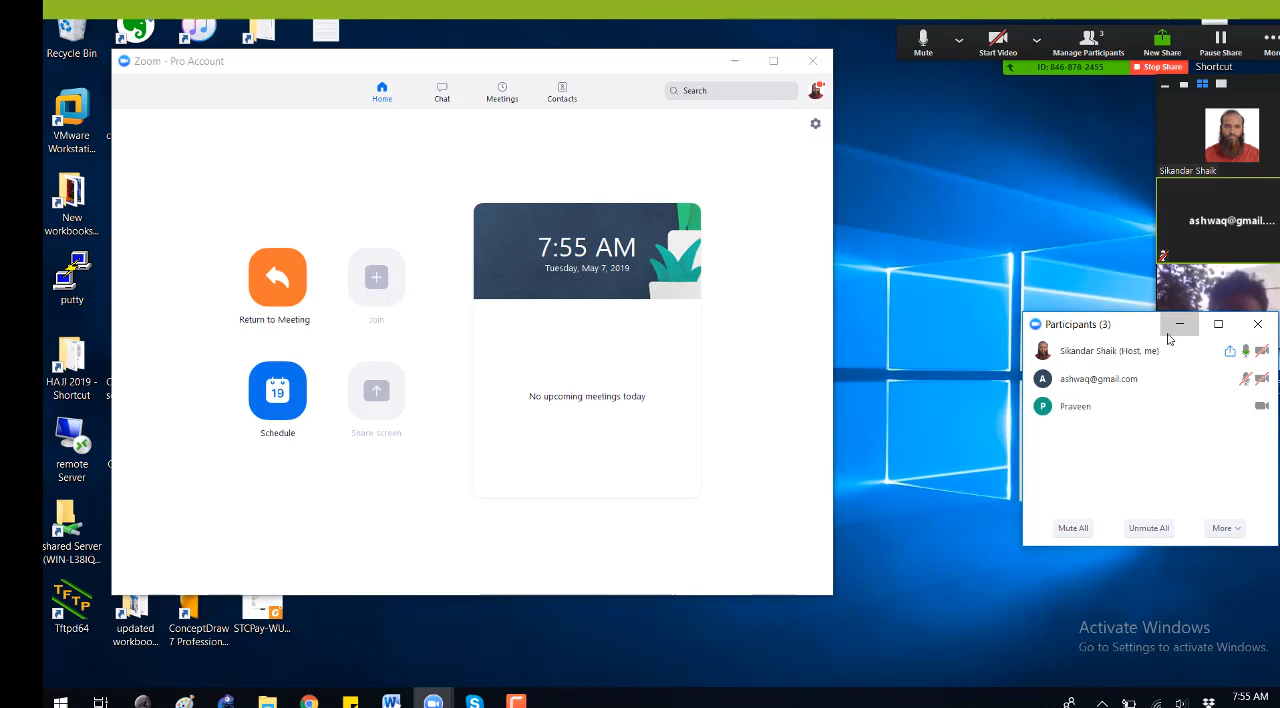 Recycle Bin
VMware
Workstati...
New
workbooks...
putty
HAJJ 2019 -
Shortcut
remote
Server
shared Server
(WIN-L38IQ...
TFTP
Tftpd64
updated
workboo...
ConceptDraw
7 Profession...
STCPay-WU...
Zoom - Pro Account
Home
Chat
Meetings
Contacts
Search
7:55 AM
Tuesday, May 7, 2019
Return to Meeting
Join
19
Schedule
Share screen
No upcoming meetings today
Mute
Start Video
3
Manage Participants
New Share
Pause Share
More
ID: 846-878-2455
Stop Share
Shortcut
Sikandar Shaik
ashwaq@gmail....
Participants (3)
Sikandar Shaik (Host, me)
A
ashwaq@gmail.com
P
Praveen
Mute All
Unmute All
More
Activate Windows
Go to Settings to activate Windows.
7:55 AM